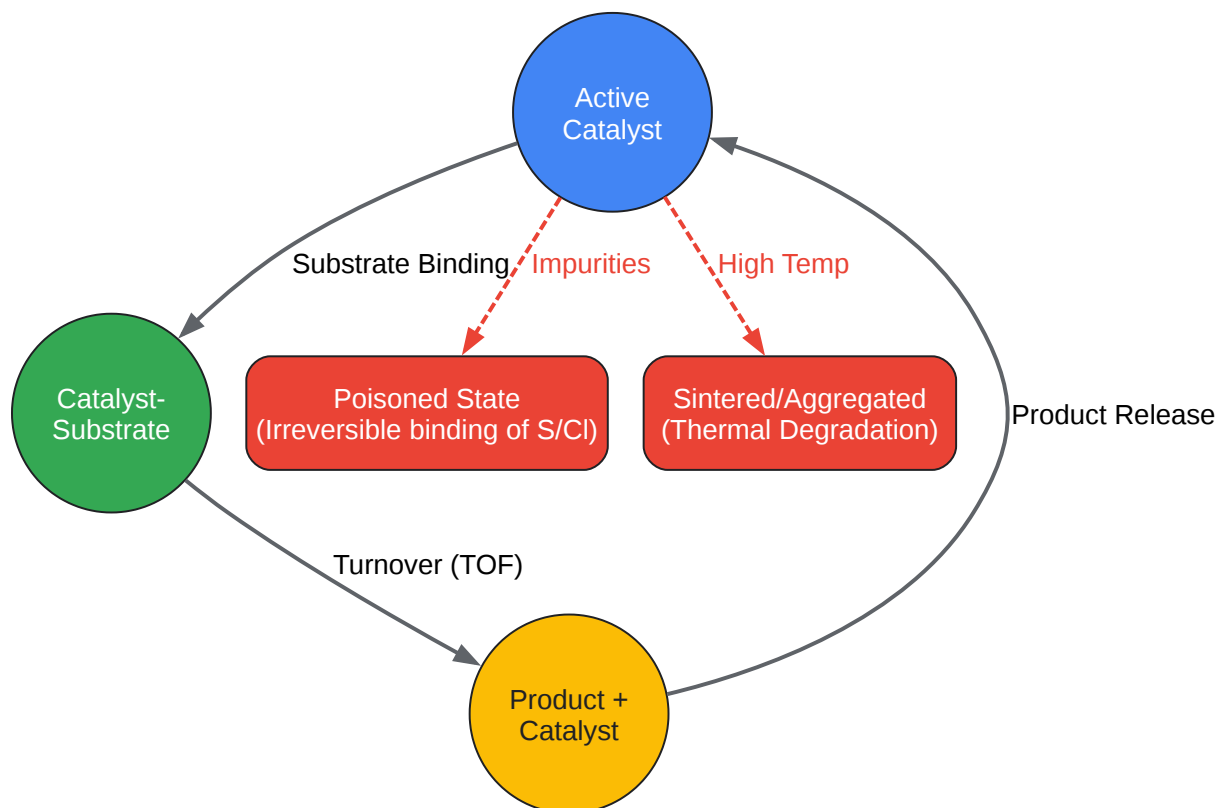 Active
Catalyst
Substrate Binding
Impurities
High Temp
Catalyst-
Substrate
Poisoned State
(Irreversible binding of S/Cl)
Sintered/Aggregated
(Thermal Degradation)
Product Release
Turnover (TOF)
Product +
Catalyst